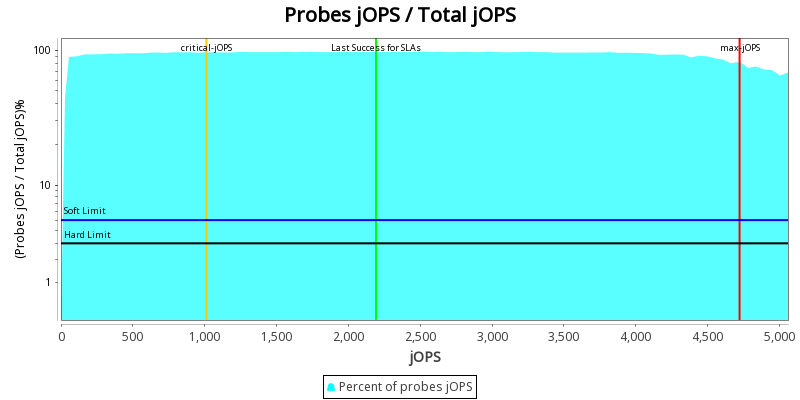 Probes jOPS / Total jOPS
(Probes jOPS / Total jOPS)%
100
10
1
critical-jOPS
Last Success for SLAs
max-jOPS
Soft Limit
Hard Limit
0
500
1,000
1,500
2,000
2,500
3,000
3,500
4,000
4,500
5,000
jOPS
Percent of probes jOPS